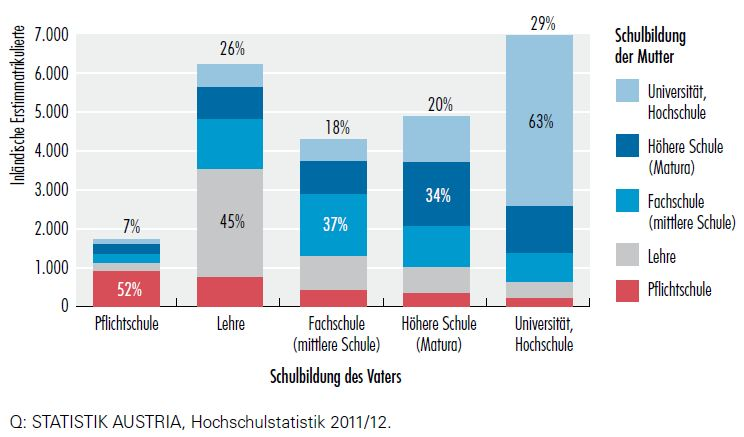 Inländische Erstimmatrikulierte
7.000
6.000
5.000
4.000
3.000
2.000
1.000
0
7%
26%
18%
20%
29%
52%
45%
37%
34%
63%
Pflichtschule
Lehre
Fachschule
(mittlere Schule)
Höhere Schule
(Matura)
Universität,
Hochschule
Schulbildung des Vaters
Schulbildung
der Mutter
Universität,
Hochschule
Höhere Schule
(Matura)
Fachschule
(mittlere Schule)
Lehre
Pflichtschule
Q: STATISTIK AUSTRIA, Hochschulstatistik 2011/12.